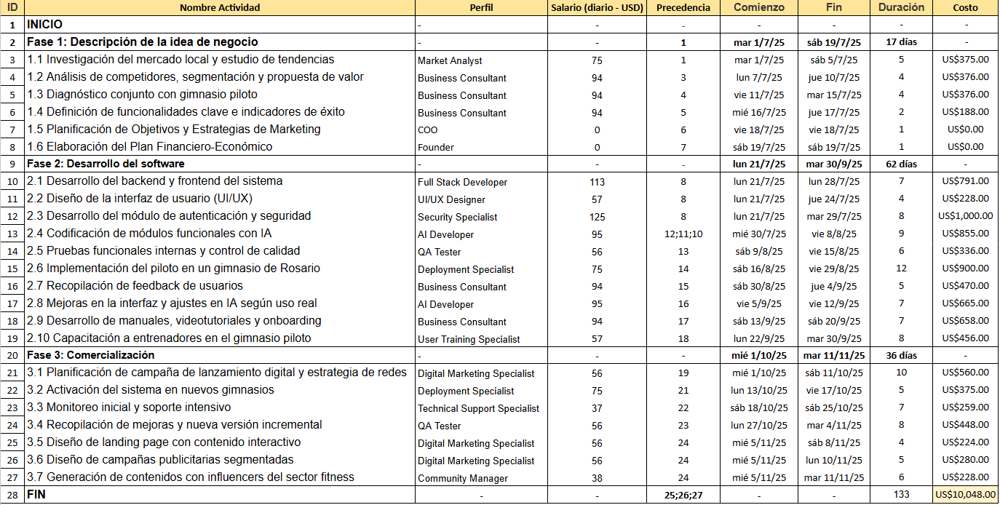 ID Nombre Actividad Perfil Salario (diario - USD) Precedencia Comienzo Fin Duración Costo
1 INICIO - - - - - - -
2 Fase 1: Descripción de la idea de negocio - - 1 mar 1/7/25 sáb 19/7/25 17 días -
3 1.1 Investigación del mercado local y estudio de tendencias Market Analyst 75 1 mar 1/7/25 sáb 5/7/25 5 US$375.00
4 1.2 Análisis de competidores, segmentación y propuesta de valor Business Consultant 94 3 lun 7/7/25 jue 10/7/25 4 US$376.00
5 1.3 Diagnóstico conjunto con gimnasio piloto Business Consultant 94 4 vie 11/7/25 mar 15/7/25 4 US$376.00
6 1.4 Definición de funcionalidades clave e indicadores de éxito Business Consultant 94 5 mié 16/7/25 jue 17/7/25 2 US$188.00
7 1.5 Planificación de Objetivos y Estrategias de Marketing COO 0 6 vie 18/7/25 vie 18/7/25 1 US$0.00
8 1.6 Elaboración del Plan Financiero-Económico Founder 0 7 sáb 19/7/25 sáb 19/7/25 1 US$0.00
9 Fase 2: Desarrollo del software - - - lun 21/7/25 mar 30/9/25 62 días -
10 2.1 Desarrollo del backend y frontend del sistema Full Stack Developer 113 8 lun 21/7/25 lun 28/7/25 7 US$791.00
11 2.2 Diseño de la interfaz de usuario (UI/UX) UI/UX Designer 57 8 lun 21/7/25 jue 24/7/25 4 US$228.00
12 2.3 Desarrollo del módulo de autenticación y seguridad Security Specialist 125 8 lun 21/7/25 mar 29/7/25 8 US$1,000.00
13 2.4 Codificación de módulos funcionales con IA AI Developer 95 12;11;10 mié 30/7/25 vie 8/8/25 9 US$855.00
14 2.5 Pruebas funcionales internas y control de calidad QA Tester 56 13 sáb 9/8/25 vie 15/8/25 6 US$336.00
15 2.6 Implementación del piloto en un gimnasio de Rosario Deployment Specialist 75 14 sáb 16/8/25 vie 29/8/25 12 US$900.00
16 2.7 Recopilación de feedback de usuarios Business Consultant 94 15 sáb 30/8/25 jue 4/9/25 5 US$470.00
17 2.8 Mejoras en la interfaz y ajustes en IA según uso real AI Developer 95 16 vie 5/9/25 vie 12/9/25 7 US$665.00
18 2.9 Desarrollo de manuales, videotutoriales y onboarding Business Consultant 94 17 sáb 13/9/25 sáb 20/9/25 7 US$658.00
19 2.10 Capacitación a entrenadores en el gimnasio piloto User Training Specialist 57 18 lun 22/9/25 mar 30/9/25 8 US$456.00
20 Fase 3: Comercialización - - - mié 1/10/25 mar 11/11/25 36 días -
21 3.1 Planificación de campaña de lanzamiento digital y estrategia de redes Digital Marketing Specialist 56 19 mié 1/10/25 sáb 11/10/25 10 US$560.00
22 3.2 Activación del sistema en nuevos gimnasios Deployment Specialist 75 21 lun 13/10/25 vie 17/10/25 5 US$375.00
23 3.3 Monitoreo inicial y soporte intensivo Technical Support Specialist 37 22 sáb 18/10/25 sáb 25/10/25 7 US$259.00
24 3.4 Recopilación de mejoras y nueva versión incremental QA Tester 56 23 lun 27/10/25 mar 4/11/25 8 US$448.00
25 3.5 Diseño de landing page con contenido interactivo Digital Marketing Specialist 56 24 mié 5/11/25 sáb 8/11/25 4 US$224.00
26 3.6 Diseño de campañas publicitarias segmentadas Digital Marketing Specialist 56 24 mié 5/11/25 lun 10/11/25 5 US$280.00
27 3.7 Generación de contenidos con influencers del sector fitness Community Manager 38 24 mié 5/11/25 mar 11/11/25 6 US$228.00
28 FIN - - 25;26;27 - - 133 US$10,048.00